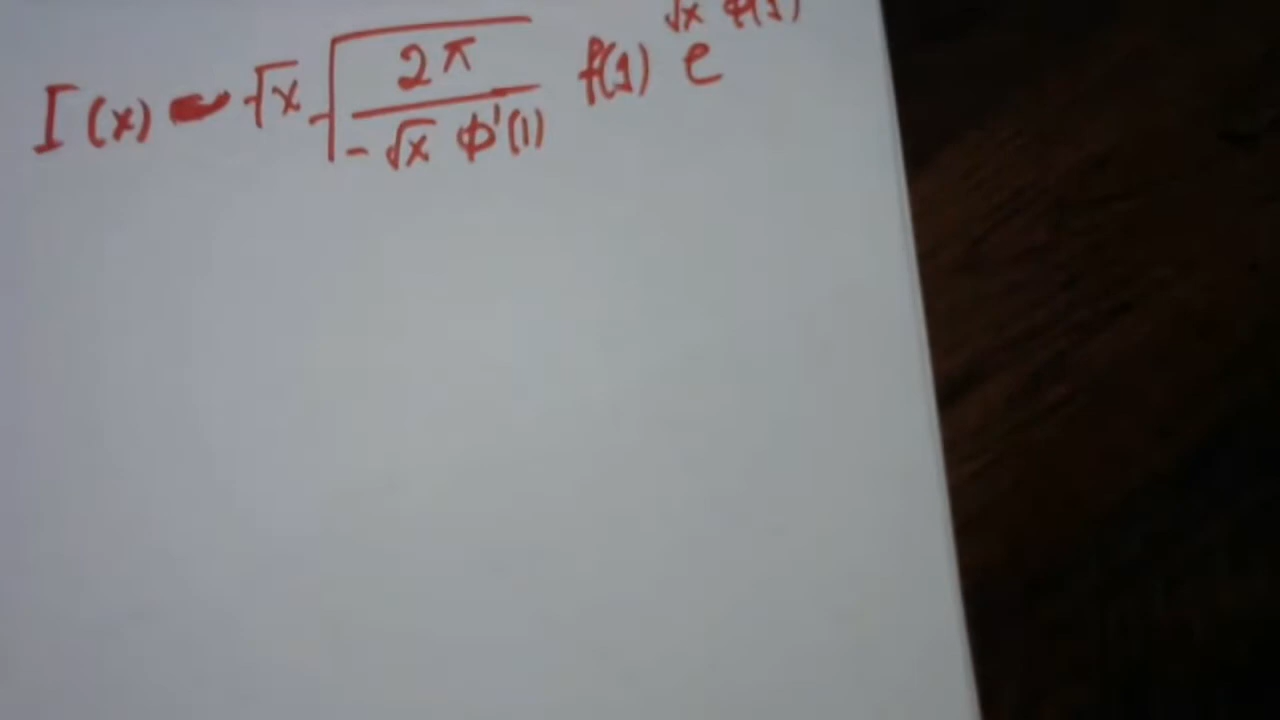 I(x) ~ √x √(2π / -√x ϕ'(1)) f(1) e^{√x ϕ(1)}